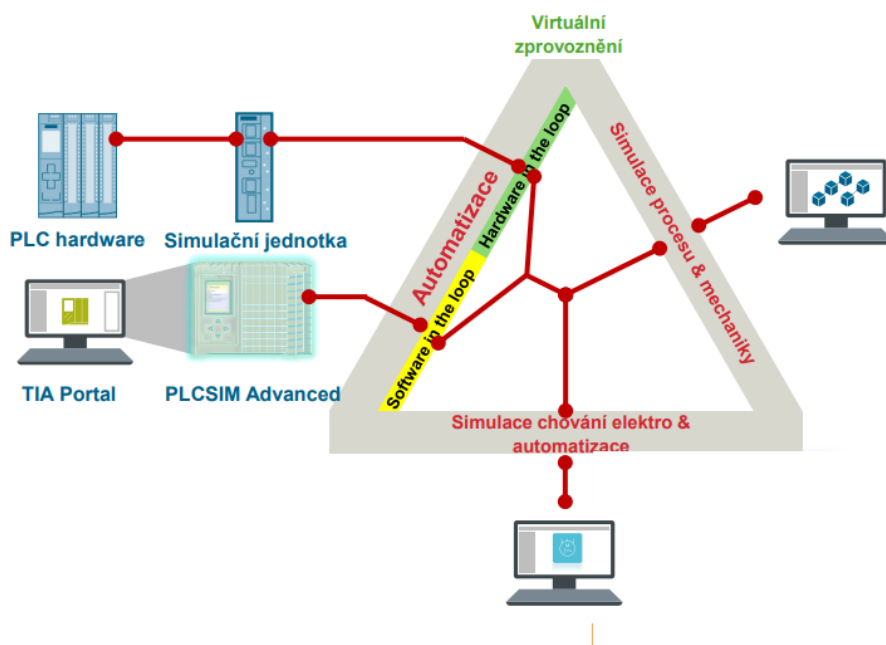 Virtuální
zprovoznění
PLC hardware
Simulační jednotka
TIA Portal
PLCSIM Advanced
Automatizace
Hardware in the loop
Software in the loop
Simulace procesu & mechaniky
Simulace chování elektro &
automatizace